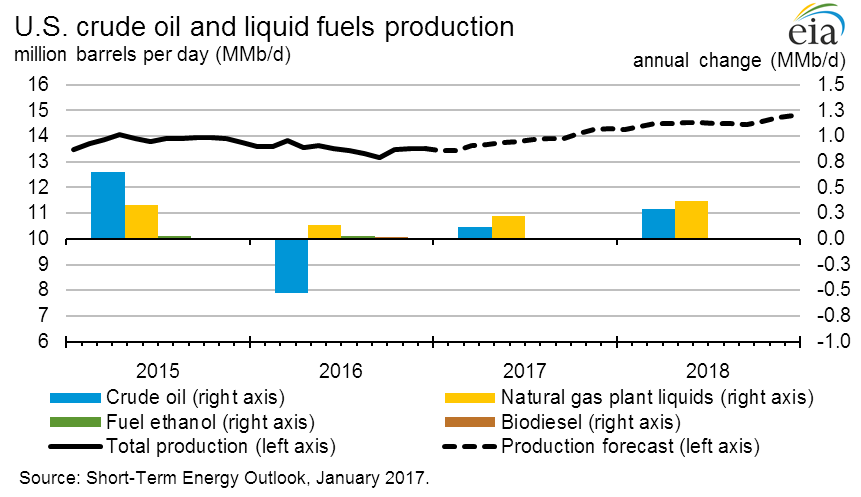 U.S. crude oil and liquid fuels production
million barrels per day (MMb/d)
eia
annual change (MMb/d)
16 1.5
15 1.3
14 1.0
13 0.8
12 0.5
11 0.3
10 0.0
9 -0.3
8 -0.5
7 -0.8
6 -1.0
2015 2016 2017 2018
Crude oil (right axis) Natural gas plant liquids (right axis)
Fuel ethanol (right axis) Biodiesel (right axis)
Total production (left axis) Production forecast (left axis)
Source: Short-Term Energy Outlook, January 2017.